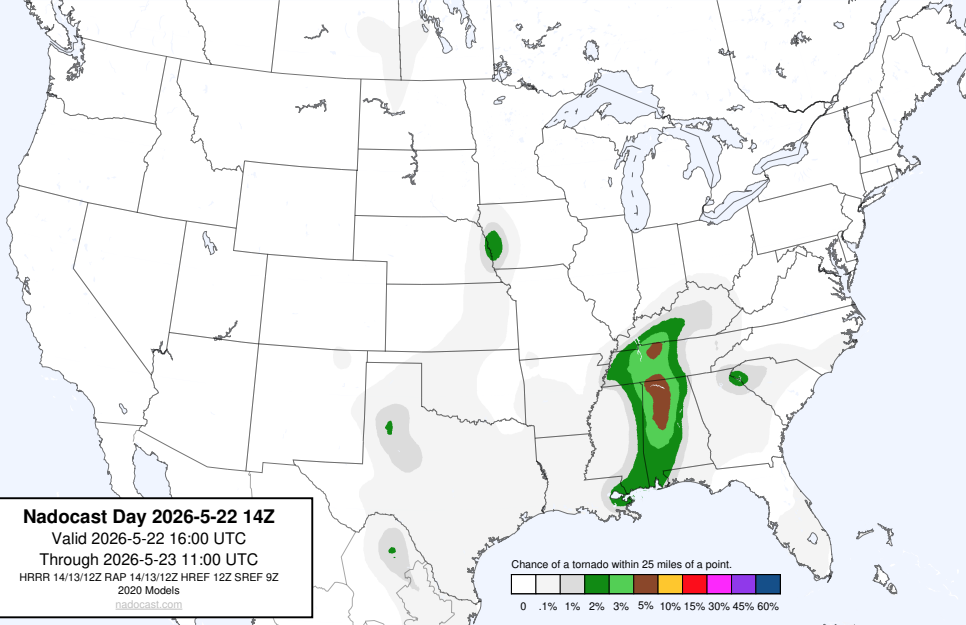 Nadocast Day 2026-5-22 14Z
Valid 2026-5-22 16:00 UTC
Through 2026-5-23 11:00 UTC
HRRR 14/13/12Z RAP 14/13/12Z HREF 12Z SREF 9Z
2020 Models
nadocast.com
Chance of a tornado within 25 miles of a point.
0 .1% 1% 2% 3% 5% 10% 15% 30% 45% 60%